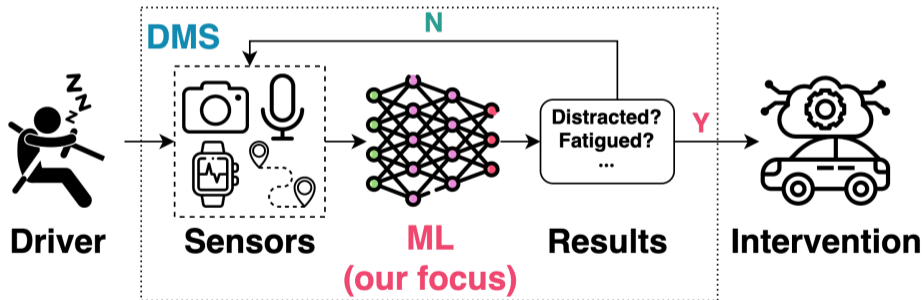 N
DMS
z
z
z
z
Distracted?
Fatigued?
...
Y
Driver
Sensors
ML
(our focus)
Results
Intervention